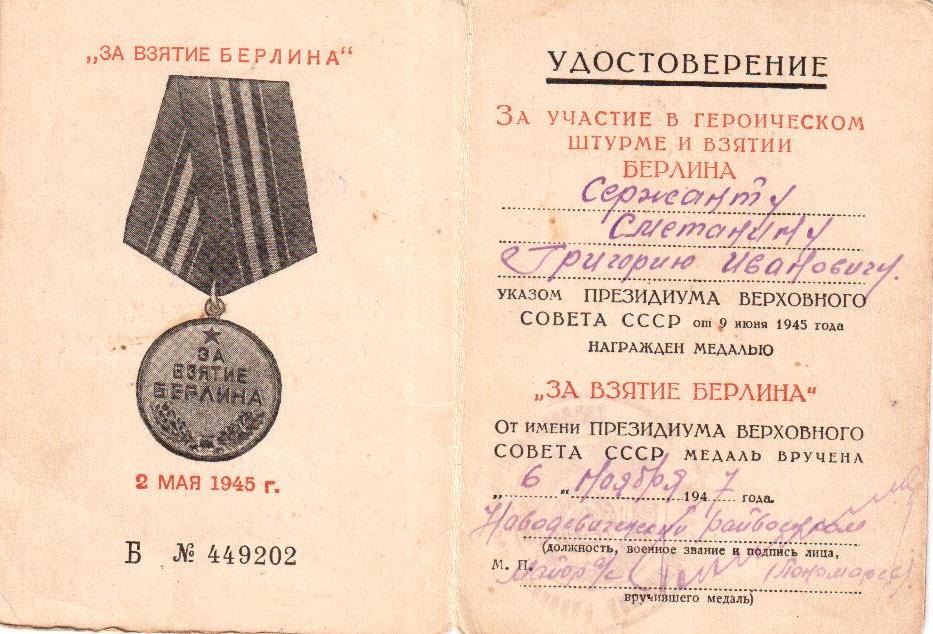 „ЗА ВЗЯТИЕ БЕРЛИНА“
ЗА
ВЗЯТИЕ
БЕРЛИНА
2 МАЯ 1945 г.
Б № 449202
УДОСТОВЕРЕНИЕ
ЗА УЧАСТИЕ В ГЕРОИЧЕСКОМ
ШТУРМЕ И ВЗЯТИИ
БЕРЛИНА
Сержанту
Сметанину
Григорию Ивановичу.
УКАЗОМ ПРЕЗИДИУМА ВЕРХОВНОГО
СОВЕТА СССР от 9 июня 1945 года
НАГРАЖДЕН МЕДАЛЬЮ
„ЗА ВЗЯТИЕ БЕРЛИНА“
ОТ ИМЕНИ ПРЕЗИДИУМА ВЕРХОВНОГО
СОВЕТА СССР МЕДАЛЬ ВРУЧЕНА
„ 6 “ ноября 1947 года.
райвоенком
(должность, военное звание и подпись лица,
М. П. Майор
вручившего медаль)